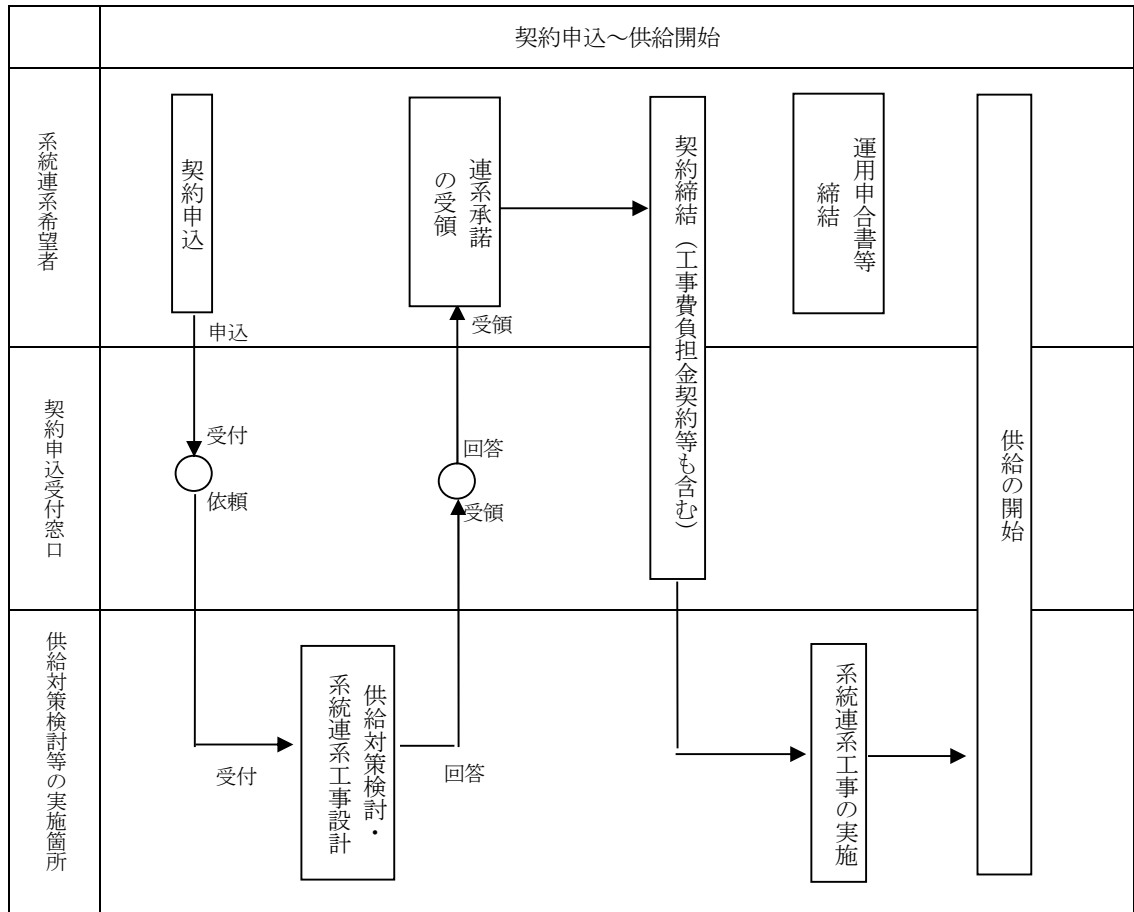 契約申込～供給開始
系統連系希望者
契約申込
申込
連系承諾
の受領
受領
契約締結（工事費負担金契約等も含む）
運用申合書等
締結
供給の開始
契約申込受付窓口
受付
依頼
回答
受領
供給対策検討等の実施箇所
受付
供給対策検討・
系統連系工事設計
回答
系統連系工事の実施